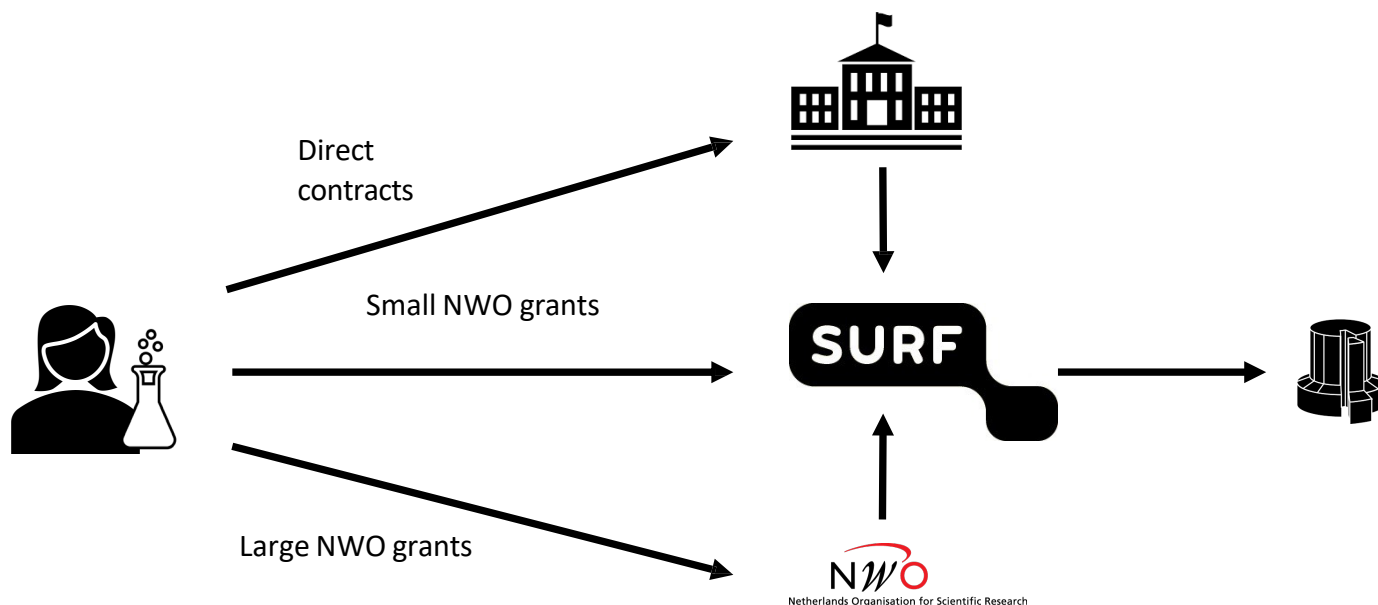 Direct
contracts
Small NWO grants
SURF
Large NWO grants
NWO
Netherlands Organisation for Scientific Research